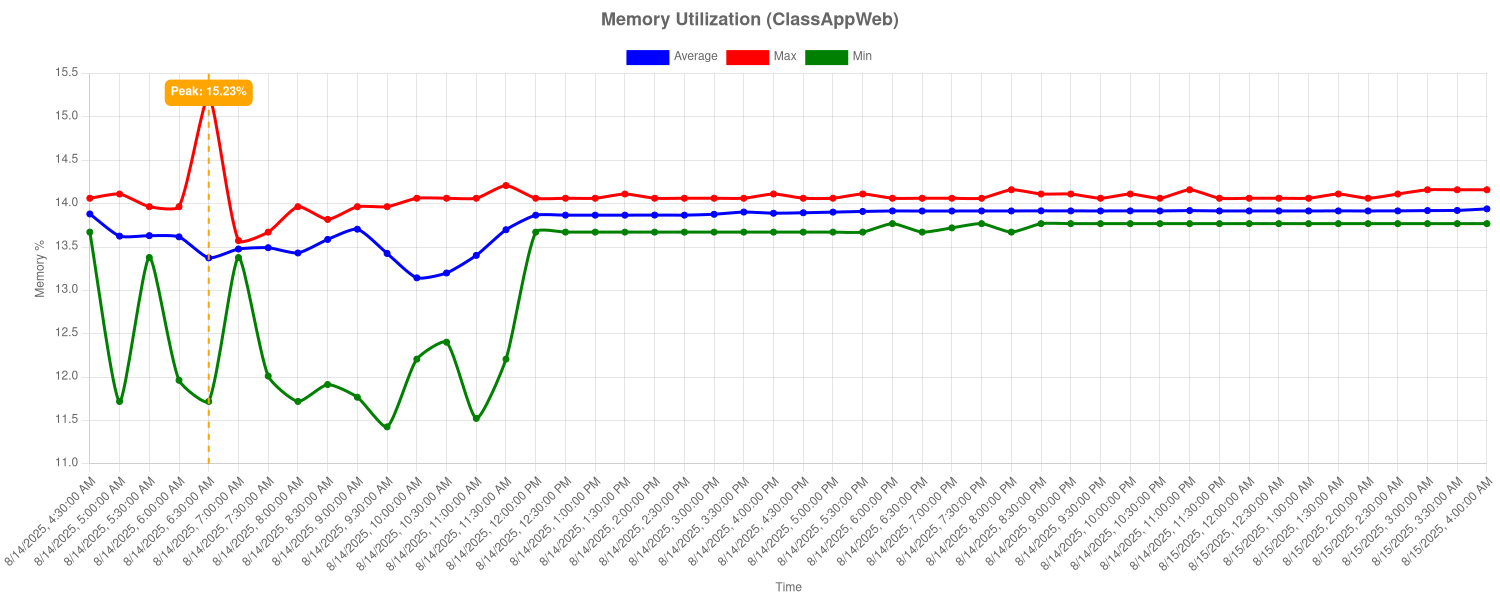 Memory Utilization (ClassAppWeb)
Average Max Min
Peak: 15.23%
15.5
15.0
14.5
14.0
13.5
13.0
12.5
12.0
11.5
11.0
Memory %
8/14/2025, 4:30:00 AM
8/14/2025, 5:00:00 AM
8/14/2025, 5:30:00 AM
8/14/2025, 6:00:00 AM
8/14/2025, 6:30:00 AM
8/14/2025, 7:00:00 AM
8/14/2025, 7:30:00 AM
8/14/2025, 8:00:00 AM
8/14/2025, 8:30:00 AM
8/14/2025, 9:00:00 AM
8/14/2025, 9:30:00 AM
8/14/2025, 10:00:00 AM
8/14/2025, 10:30:00 AM
8/14/2025, 11:00:00 AM
8/14/2025, 11:30:00 AM
8/14/2025, 12:00:00 PM
8/14/2025, 12:30:00 PM
8/14/2025, 1:00:00 PM
8/14/2025, 1:30:00 PM
8/14/2025, 2:00:00 PM
8/14/2025, 2:30:00 PM
8/14/2025, 3:00:00 PM
8/14/2025, 3:30:00 PM
8/14/2025, 4:00:00 PM
8/14/2025, 4:30:00 PM
8/14/2025, 5:00:00 PM
8/14/2025, 5:30:00 PM
8/14/2025, 6:00:00 PM
8/14/2025, 6:30:00 PM
8/14/2025, 7:00:00 PM
8/14/2025, 7:30:00 PM
8/14/2025, 8:00:00 PM
8/14/2025, 8:30:00 PM
8/14/2025, 9:00:00 PM
8/14/2025, 9:30:00 PM
8/14/2025, 10:00:00 PM
8/14/2025, 10:30:00 PM
8/14/2025, 11:00:00 PM
8/14/2025, 11:30:00 PM
8/15/2025, 12:00:00 AM
8/15/2025, 12:30:00 AM
8/15/2025, 1:00:00 AM
8/15/2025, 1:30:00 AM
8/15/2025, 2:00:00 AM
8/15/2025, 2:30:00 AM
8/15/2025, 3:00:00 AM
8/15/2025, 3:30:00 AM
8/15/2025, 4:00:00 AM
Time